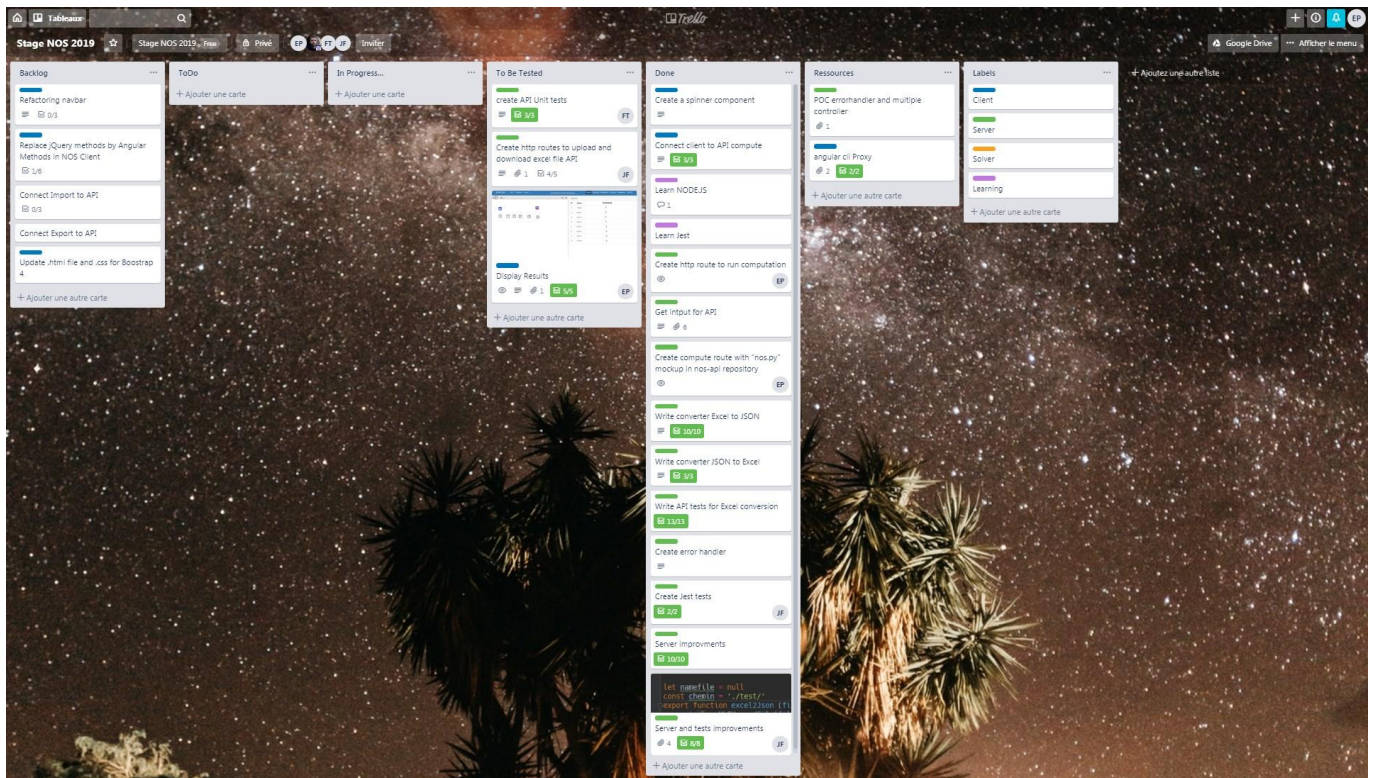 Tableaux
Trello
EP
Stage NOS 2019
Stage NOS 2019
Free
Privé
EP
FT
JF
Inviter
Google Drive
Afficher le menu
Backlog
Refactoring navbar
0/3
Replace jQuery methods by Angular
Methods in NOS Client
1/6
Connect Import to API
0/3
Connect Export to API
Update .html file and .css for Boostrap
4
+ Ajouter une autre carte
ToDo
+ Ajouter une carte
In Progress...
+ Ajouter une carte
To Be Tested
create API Unit tests
3/3
FT
Create http routes to upload and
download excel file API
1
4/5
JF
Display Results
1
5/5
EP
+ Ajouter une autre carte
Done
Create a spinner component
Connect client to API compute
3/3
Learn NODEJS
1
Learn Jest
Create http route to run computation
EP
Get intput for API
6
Create compute route with "nos.py"
mockup in nos-api repository
EP
Write converter Excel to JSON
10/10
Write converter JSON to Excel
3/3
Write API tests for Excel conversion
13/13
Create error handler
Create Jest tests
2/2
JF
Server improvments
10/10
let namefile = null
const chemin = './test/'
export function excel2Json (fi
Server and tests improvements
4
8/8
JF
+ Ajouter une autre carte
Ressources
POC errorhandler and multiple
controller
1
angular cli Proxy
2
2/2
+ Ajouter une autre carte
Labels
Client
Server
Solver
Learning
+ Ajouter une autre carte
+ Ajoutez une autre liste